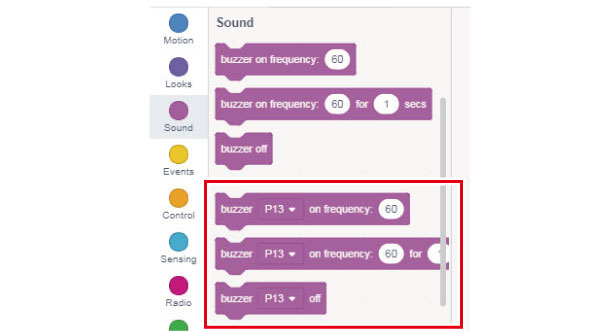 Sound
Motion
Looks
Sound
Events
Control
Sensing
Radio
buzzer on frequency: 60
buzzer on frequency: 60 for 1 secs
buzzer off
buzzer P13 on frequency: 60
buzzer P13 on frequency: 60 for
buzzer P13 off